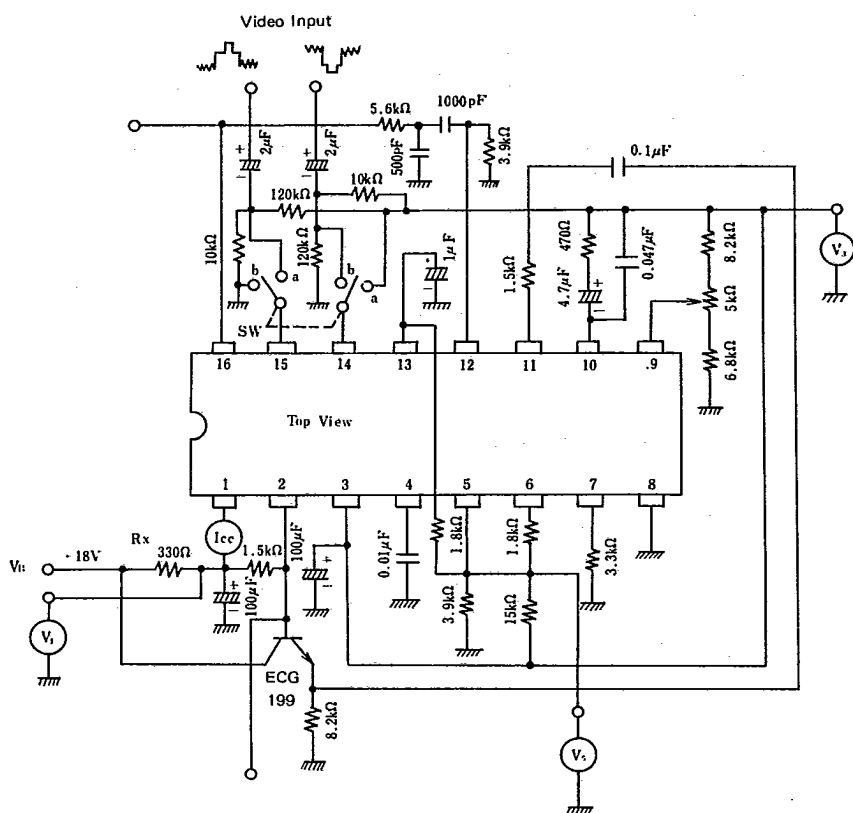 Video Input
5.6kΩ
1000pF
+
2μF
−
+
2μF
−
500pF
3.9kΩ
0.1μF
10kΩ
120kΩ
10kΩ
120kΩ
b
a
b
a
SW
1μF
−
1.5kΩ
470Ω
4.7μF
+
−
0.047μF
8.2kΩ
5kΩ
6.8kΩ
V3
16 15 14 13 12 11 10 .9
Top View
1 2 3 4 5 6 7 8
Icc
Rx
-18V
330Ω
1.5kΩ
+
−
100μF
100μF
+
−
0.01μF
1.8kΩ
1.8kΩ
3.3kΩ
3.9kΩ
15kΩ
V1
ECG
199
8.2kΩ
V5